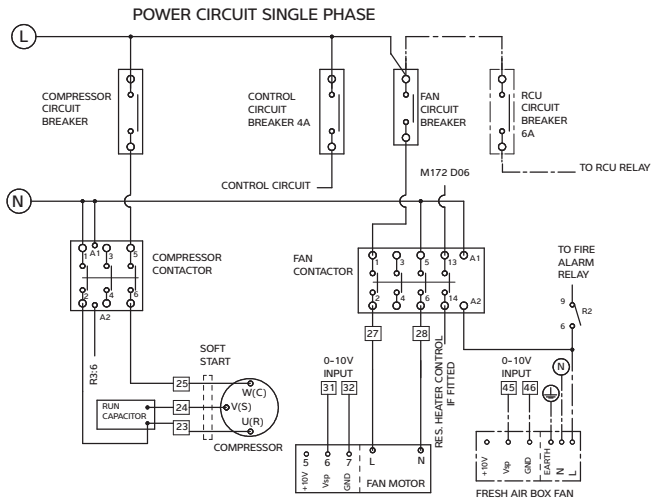 POWER CIRCUIT SINGLE PHASE
L
COMPRESSOR
CIRCUIT
BREAKER
CONTROL
CIRCUIT
BREAKER 4A
FAN
CIRCUIT
BREAKER
RCU
CIRCUIT
BREAKER
6A
TO RCU RELAY
M172 D06
CONTROL CIRCUIT
N
1
A1
3
5
2
4
6
A2
COMPRESSOR
CONTACTOR
FAN
CONTACTOR
1
3
5
13
A1
2
4
6
14
A2
TO FIRE
ALARM
RELAY
9
R2
6
R3:6
SOFT
START
25
24
23
W(C)
V(S)
U(R)
COMPRESSOR
RUN
CAPACITOR
27
28
RES. HEATER CONTROL
IF FITTED
0-10V
INPUT
31 32
5 6 7
+10V
Vsp
GND
L
N
FAN MOTOR
0-10V
INPUT
45 46
N
+10V
Vsp
GND
EARTH
N
L
FRESH AIR BOX FAN